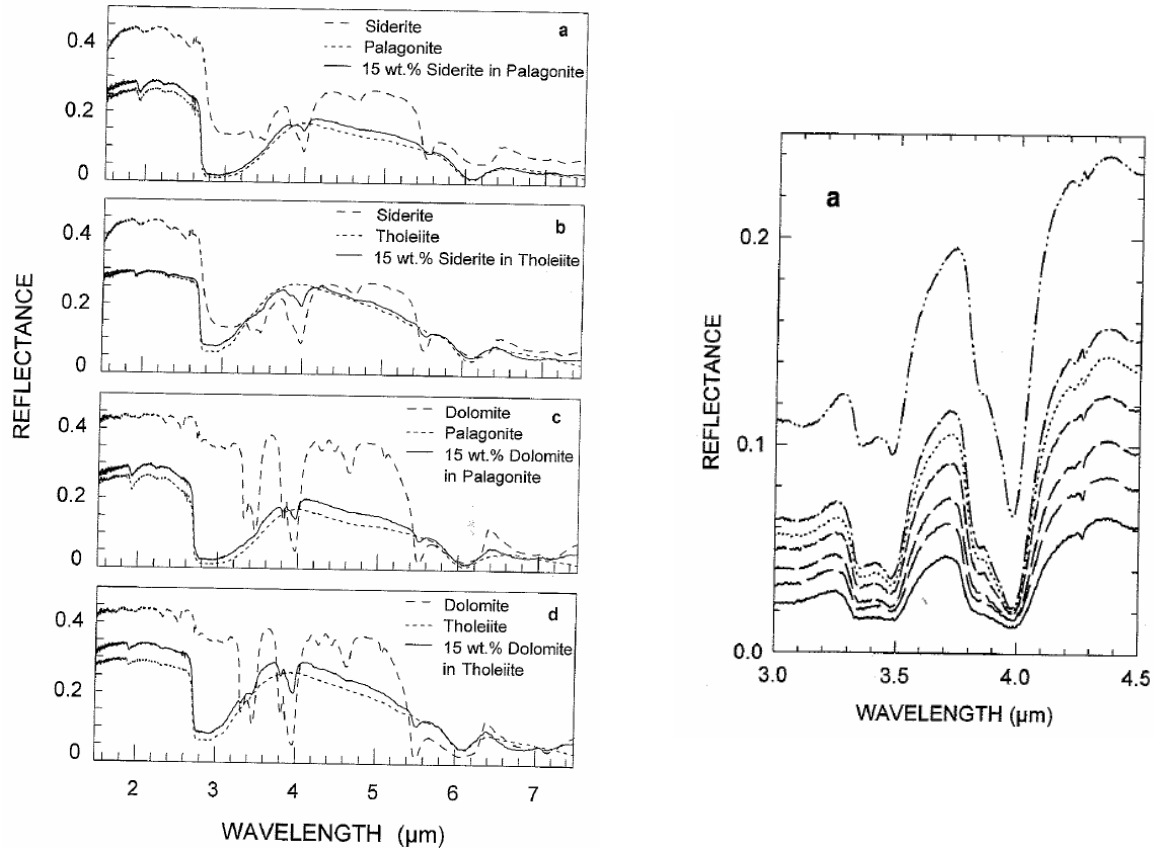 REFLECTANCE
0.4
0.2
0
a
Siderite
Palagonite
15 wt.% Siderite in Palagonite
0.4
0.2
0
b
Siderite
Tholeiite
15 wt.% Siderite in Tholeiite
0.4
0.2
0
c
Dolomite
Palagonite
15 wt.% Dolomite
in Palagonite
0.4
0.2
0
d
Dolomite
Tholeiite
15 wt.% Dolomite
in Tholeiite
2 3 4 5 6 7
WAVELENGTH (µm)
a
REFLECTANCE
0.2
0.1
0.0
3.0 3.5 4.0 4.5
WAVELENGTH (µm)